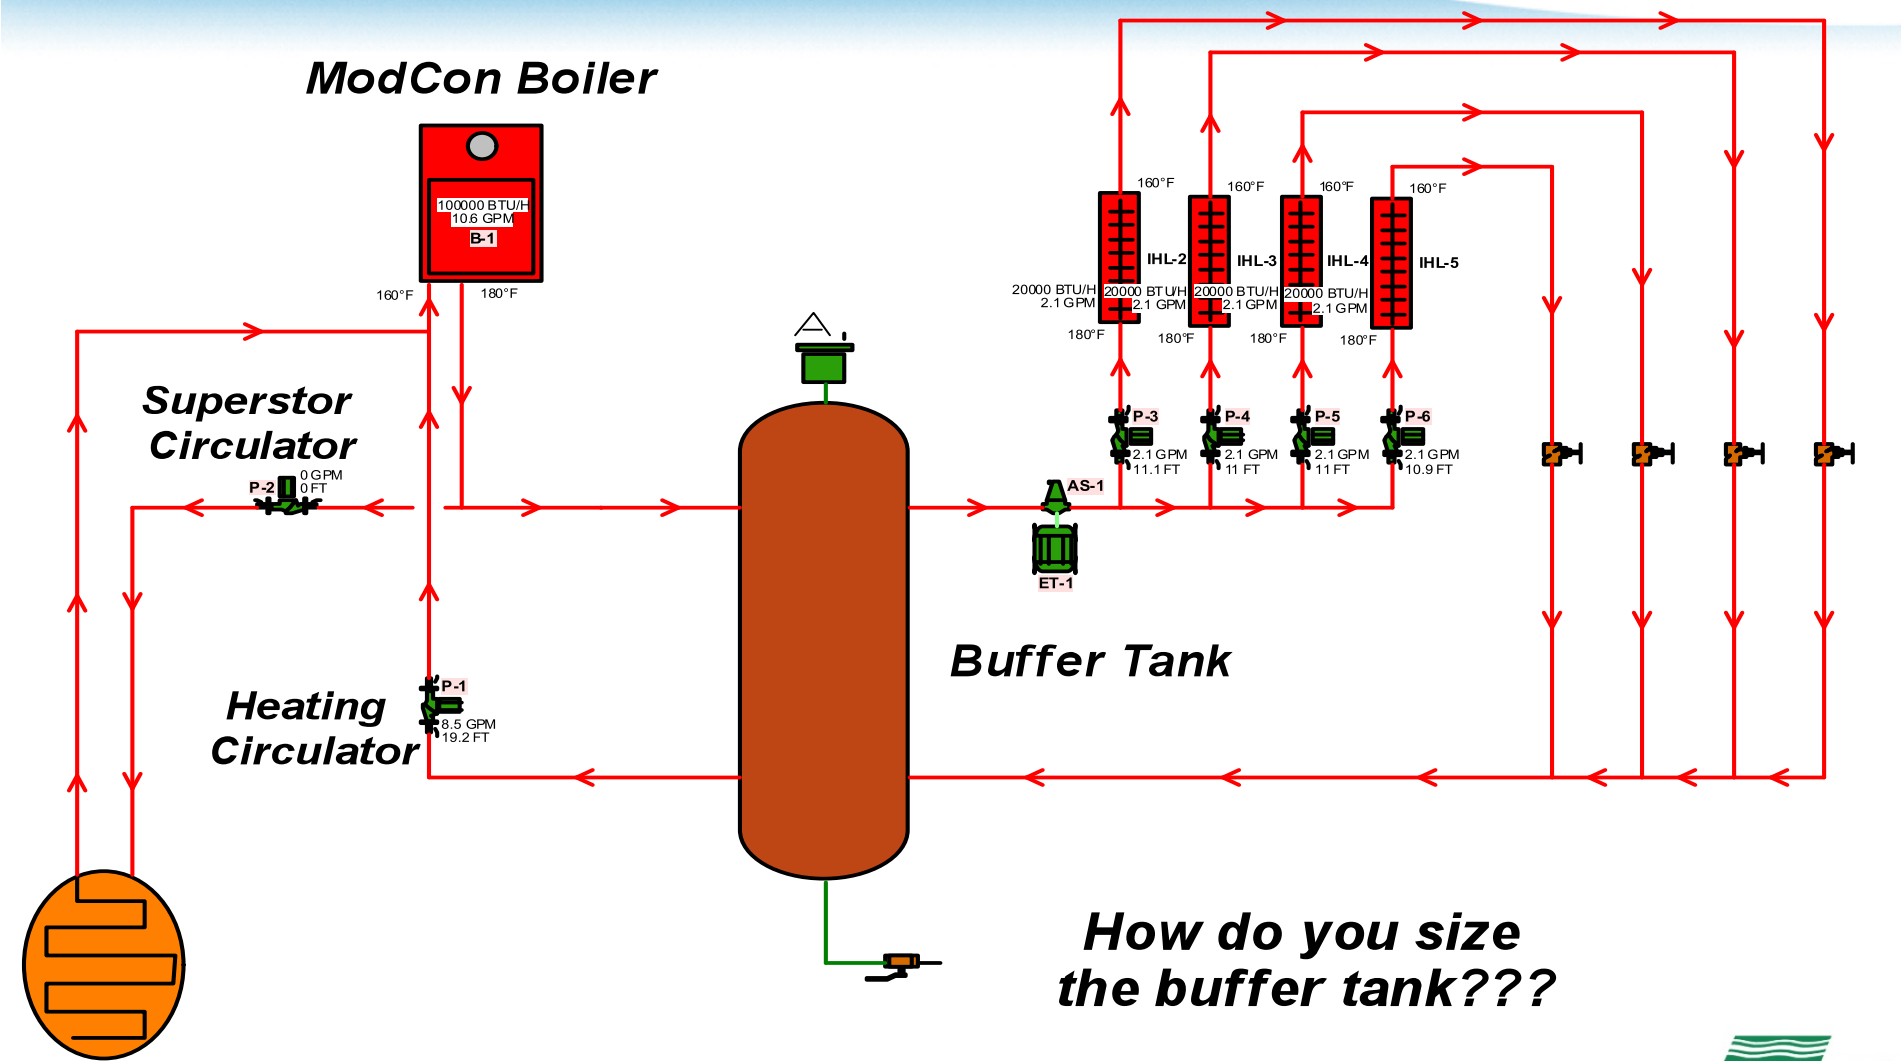 ModCon Boiler
100000 BTU/H
10.6 GPM
B-1
160°F
180°F
Superstor
Circulator
P-2
0 GPM
0 FT
Heating
Circulator
P-1
8.5 GPM
19.2 FT
Buffer Tank
AS-1
ET-1
160°F
160°F
160°F
160°F
IHL-2
IHL-3
IHL-4
IHL-5
20000 BTU/H
2.1 GPM
20000 BTU/H
2.1 GPM
20000 BTU/H
2.1 GPM
20000 BTU/H
2.1 GPM
180°F
180°F
180°F
180°F
P-3
2.1 GPM
11.1 FT
P-4
2.1 GPM
11 FT
P-5
2.1 GPM
11 FT
P-6
2.1 GPM
10.9 FT
How do you size
the buffer tank???